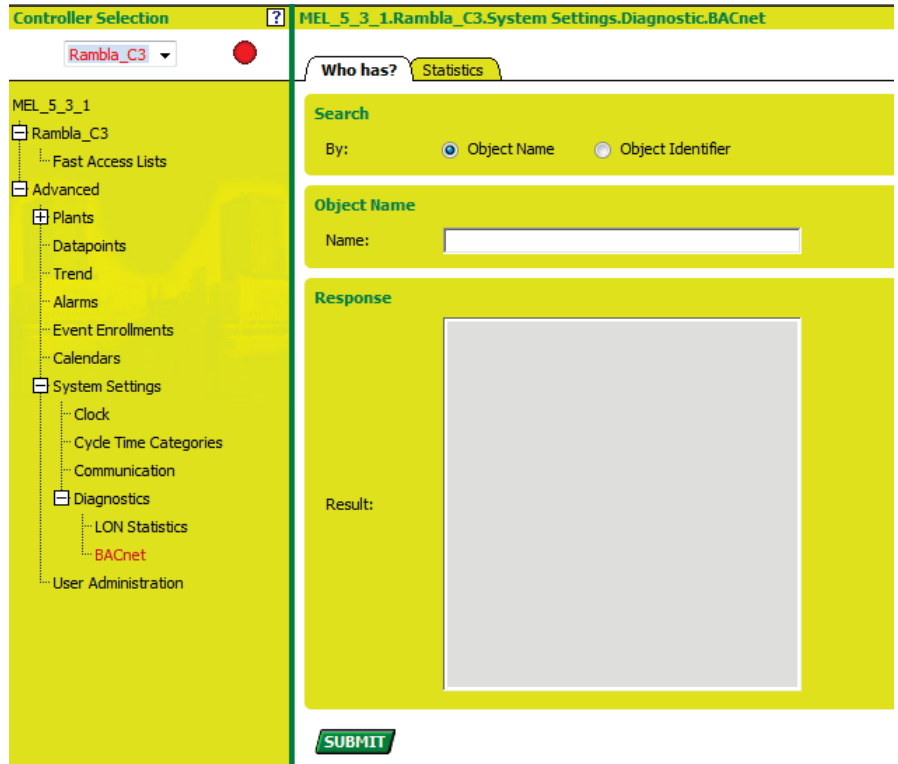 Controller Selection
?
Rambla_C3
MEL_5_3_1
Rambla_C3
Fast Access Lists
Advanced
Plants
Datapoints
Trend
Alarms
Event Enrollments
Calendars
System Settings
Clock
Cycle Time Categories
Communication
Diagnostics
LON Statistics
BACnet
User Administration
MEL_5_3_1.Rambla_C3.System Settings.Diagnostic.BACnet
Who has? Statistics
Search
By: Object Name Object Identifier
Object Name
Name:
Response
Result:
SUBMIT